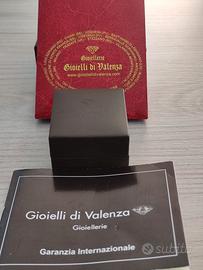 Gioiellerie
Gioielli di Valenza
www.gioiellidivalenza.com
Gioielli di Valenza
Gioiellerie
Garanzia Internazionale
subito